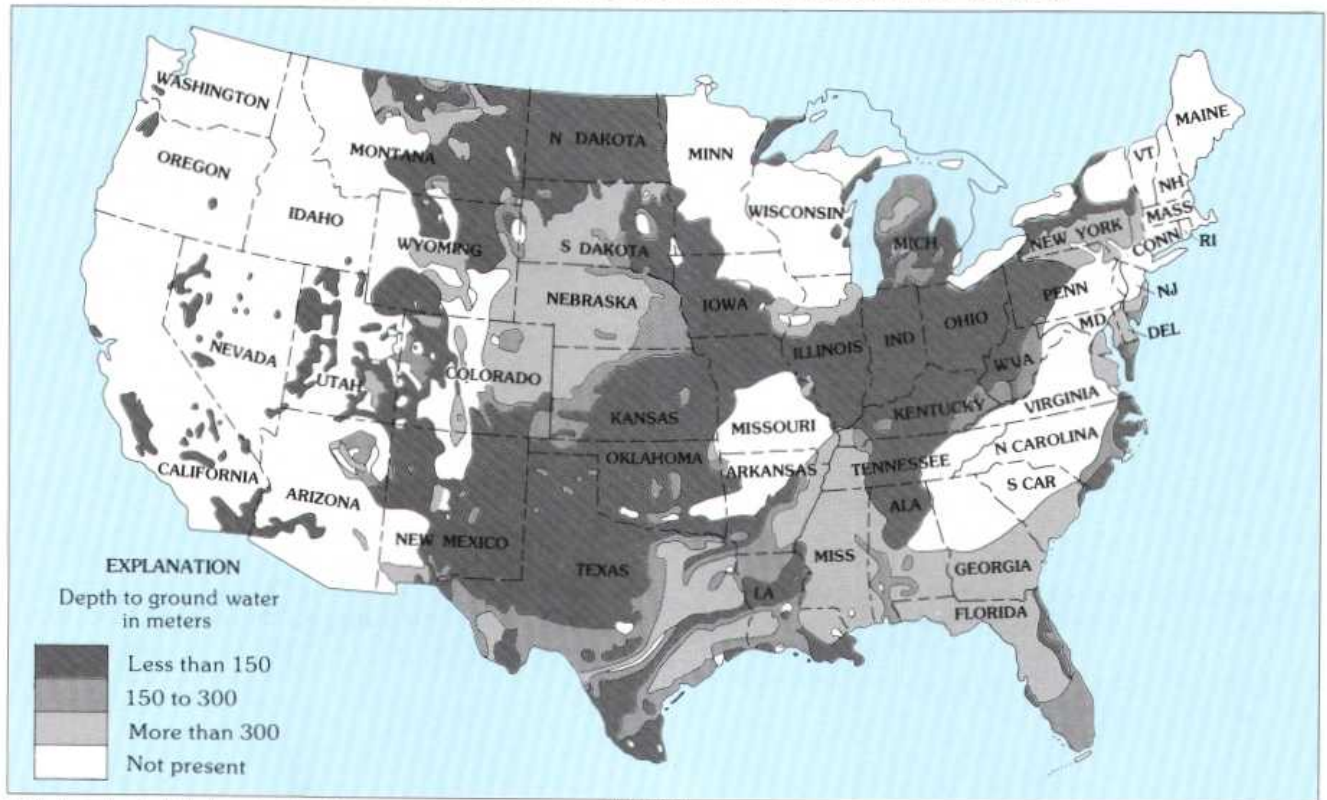 WASHINGTON
MAINE
N DAKOTA
MINN
MONTANA
VT
OREGON
NH
IDAHO
WISCONSIN
MASS
WYOMING
S DAKOTA
MICH
NEW YORK
CONN
RI
NEBRASKA
IOWA
PENN
NJ
OHIO
IND
MD
DEL
NEVADA
ILLINOIS
UTAH
COLORADO
W VA
KANSAS
KENTUCKY
VIRGINIA
MISSOURI
N CAROLINA
OKLAHOMA
CALIFORNIA
ARKANSAS
TENNESSEE
S CAR
ARIZONA
ALA
NEW MEXICO
MISS
TEXAS
GEORGIA
LA
FLORIDA
EXPLANATION
Depth to ground water
in meters
Less than 150
150 to 300
More than 300
Not present